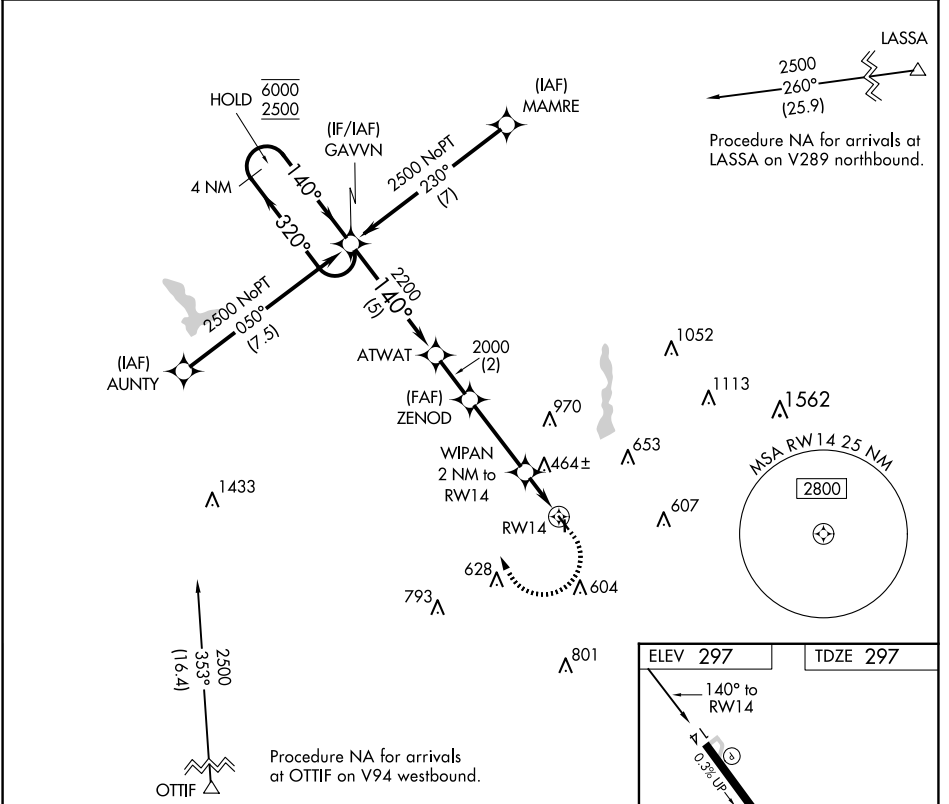 LASSA
2500
260°
(25.9)
Procedure NA for arrivals at
LASSA on V289 northbound.
HOLD
6000
2500
(IF/IAF)
GAVVN
(IAF)
MAMRE
4 NM
140°
320°
2500 NoPT
230°
(7)
2500 NoPT
050°
(7.5)
(IAF)
AUNTY
2200
140°
(5)
ATWAT
2000
(2)
(FAF)
ZENOD
WIPAN
2 NM to
RW14
RW14
1052
1113
1562
970
464±
653
607
1433
628
604
793
801
MSA RW14 25 NM
2800
2500
353°
(16.4)
OTTIF
Procedure NA for arrivals
at OTTIF on V94 westbound.
ELEV 297
TDZE 297
140° to
RW14
14
P
0.3% UP